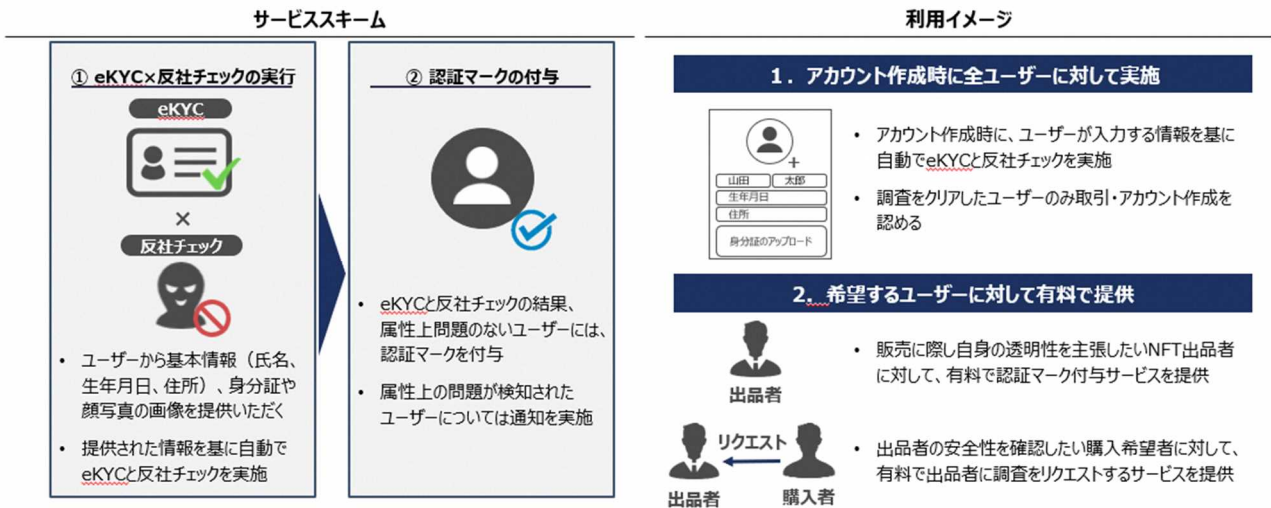 サービススキーム
① eKYC×反社チェックの実行
eKYC
×
反社チェック
• ユーザーから基本情報（氏名、
生年月日、住所）、身分証や
顔写真の画像を提供いただく
• 提供された情報を基に自動で
eKYCと反社チェックを実施
② 認証マークの付与
• eKYCと反社チェックの結果、
属性上問題のないユーザーには、
認証マークを付与
• 属性上の問題が検知された
ユーザーについては通知を実施
利用イメージ
1．アカウント作成時に全ユーザーに対して実施
山田 太郎
生年月日
住所
身分証のアップロード
• アカウント作成時に、ユーザーが入力する情報を基に
自動でeKYCと反社チェックを実施
• 調査をクリアしたユーザーのみ取引・アカウント作成を
認める
2．希望するユーザーに対して有料で提供
出品者
• 販売に際し自身の透明性を主張したいNFT出品者
に対して、有料で認証マーク付与サービスを提供
リクエスト
出品者 購入者
• 出品者の安全性を確認したい購入希望者に対して、
有料で出品者に調査をリクエストするサービスを提供